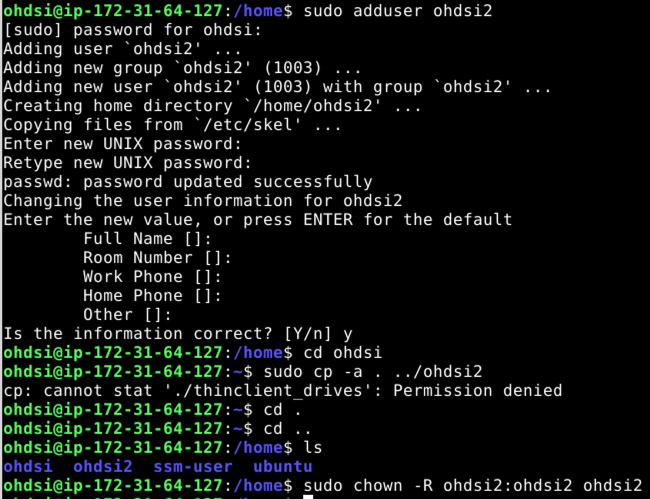 ohdsi@ip-172-31-64-127:/home$ sudo adduser ohdsi2
[sudo] password for ohdsi:
Adding user `ohdsi2' ...
Adding new group `ohdsi2' (1003) ...
Adding new user `ohdsi2' (1003) with group `ohdsi2' ...
Creating home directory `/home/ohdsi2' ...
Copying files from `/etc/skel' ...
Enter new UNIX password:
Retype new UNIX password:
passwd: password updated successfully
Changing the user information for ohdsi2
Enter the new value, or press ENTER for the default
        Full Name []:
        Room Number []:
        Work Phone []:
        Home Phone []:
        Other []:
Is the information correct? [Y/n] y
ohdsi@ip-172-31-64-127:/home$ cd ohdsi
ohdsi@ip-172-31-64-127:~$ sudo cp -a . ../ohdsi2
cp: cannot stat './thinclient_drives': Permission denied
ohdsi@ip-172-31-64-127:~$ cd .
ohdsi@ip-172-31-64-127:~$ cd ..
ohdsi@ip-172-31-64-127:/home$ ls
ohdsi  ohdsi2  ssm-user  ubuntu
ohdsi@ip-172-31-64-127:/home$ sudo chown -R ohdsi2:ohdsi2 ohdsi2